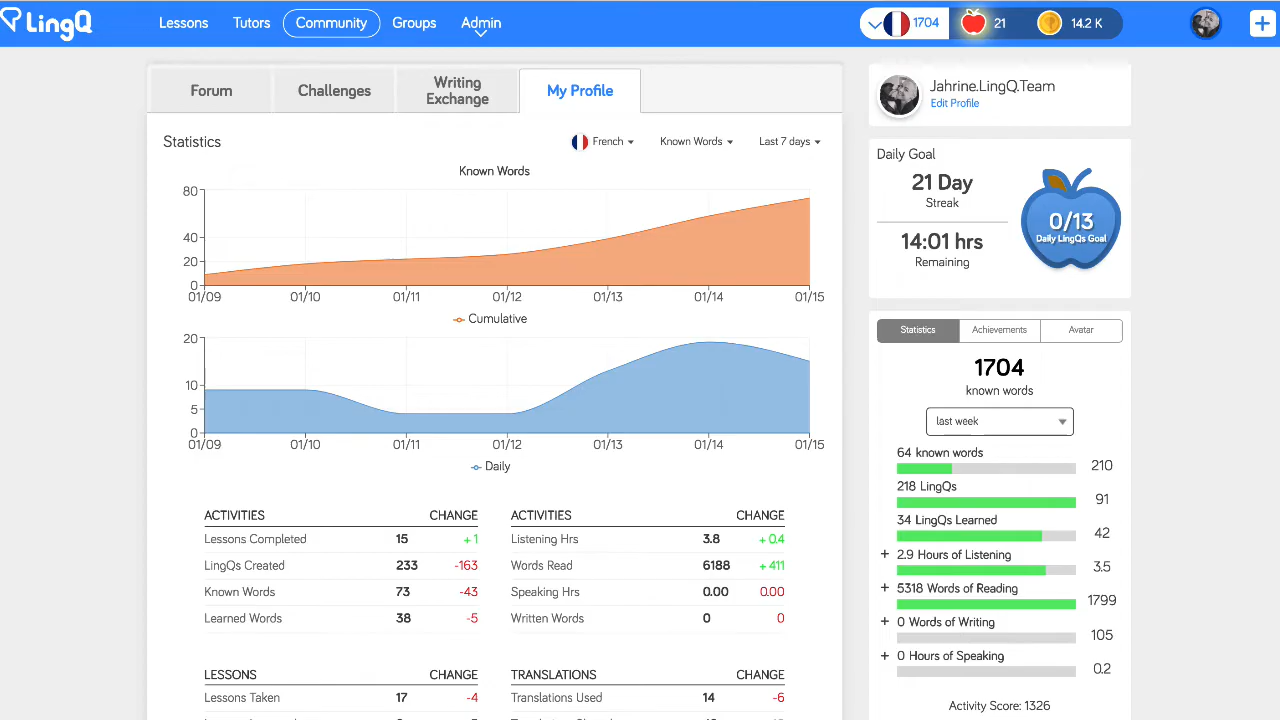 LingQ
Lessons Tutors Community Groups Admin
1704 21 14.2 K
Forum Challenges Writing Exchange My Profile
Statistics
French Known Words Last 7 days
Known Words
80
40
20
0
01/09 01/10 01/11 01/12 01/13 01/14 01/15
Cumulative
20
10
5
0
01/09 01/10 01/11 01/12 01/13 01/14 01/15
Daily
ACTIVITIES CHANGE
Lessons Completed 15 +1
LingQs Created 233 -163
Known Words 73 -43
Learned Words 38 -5
ACTIVITIES CHANGE
Listening Hrs 3.8 +0.4
Words Read 6188 +411
Speaking Hrs 0.00 0.00
Written Words 0 0
LESSONS CHANGE
Lessons Taken 17 -4
TRANSLATIONS CHANGE
Translations Used 14 -6
Jahrine.LingQ.Team
Edit Profile
Daily Goal
21 Day
Streak
14:01 hrs
Remaining
0/13
Daily LingQs Goal
Statistics Achievements Avatar
1704
known words
last week
64 known words
210
218 LingQs
91
34 LingQs Learned
42
+ 2.9 Hours of Listening
3.5
+ 5318 Words of Reading
1799
+ 0 Words of Writing
105
+ 0 Hours of Speaking
0.2
Activity Score: 1326